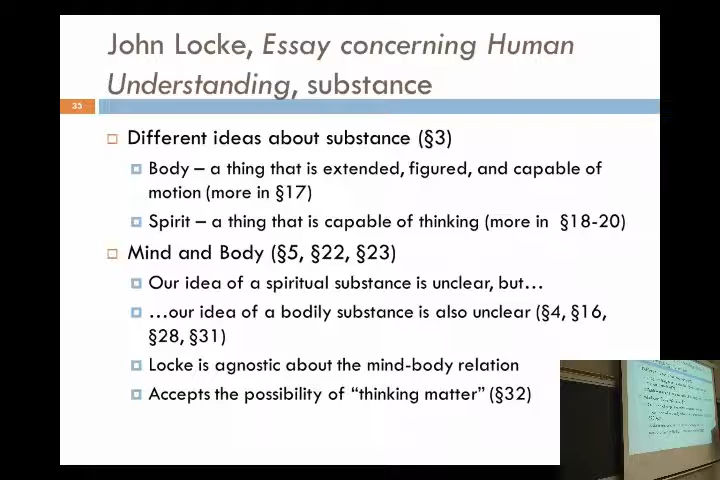 John Locke, Essay concerning Human
Understanding, substance
33
Different ideas about substance (§3)
Body – a thing that is extended, figured, and capable of
motion (more in §17)
Spirit – a thing that is capable of thinking (more in §18-20)
Mind and Body (§5, §22, §23)
Our idea of a spiritual substance is unclear, but…
…our idea of a bodily substance is also unclear (§4, §16,
§28, §31)
Locke is agnostic about the mind-body relation
Accepts the possibility of “thinking matter” (§32)